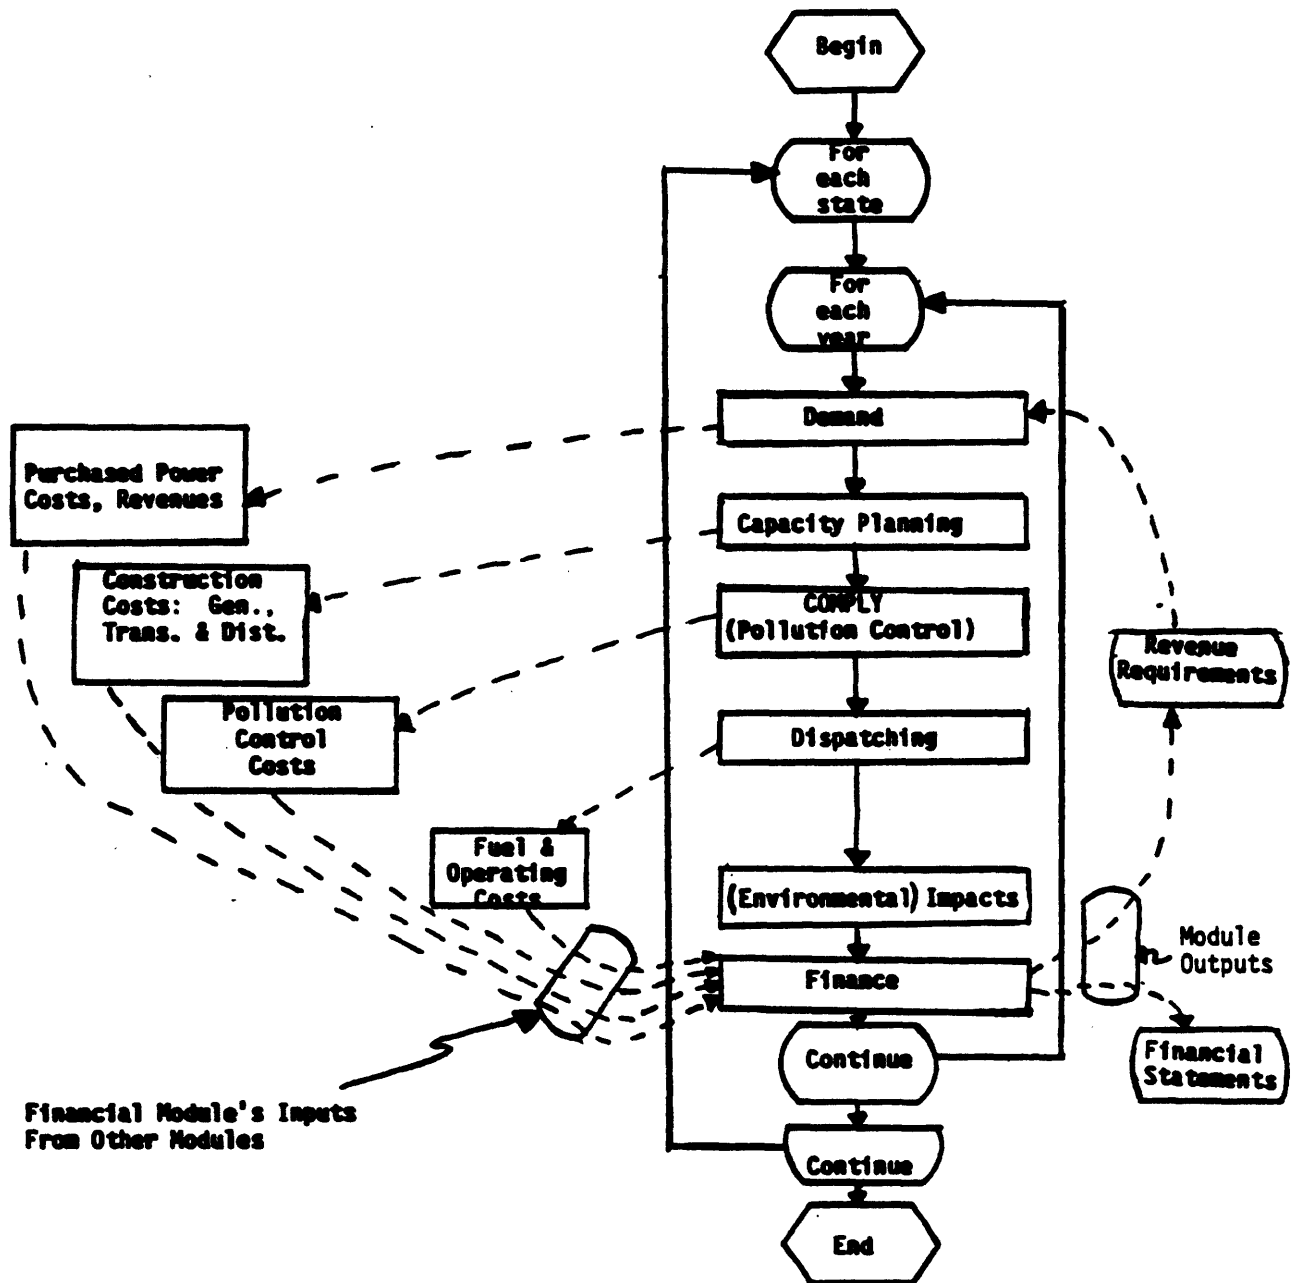 Begin
For
each
state
For
each
year
Demand
Purchased Power
Costs, Revenues
Capacity Planning
Construction
Costs: Gen.,
Trans. & Dist.
COMPLY
(Pollution Control)
Revenue
Requirements
Pollution
Control
Costs
Dispatching
Fuel &
Operating
Costs
(Environmental) Impacts
Module
Outputs
Finance
Continue
Financial
Statements
Financial Module's Inputs
From Other Modules
Continue
End